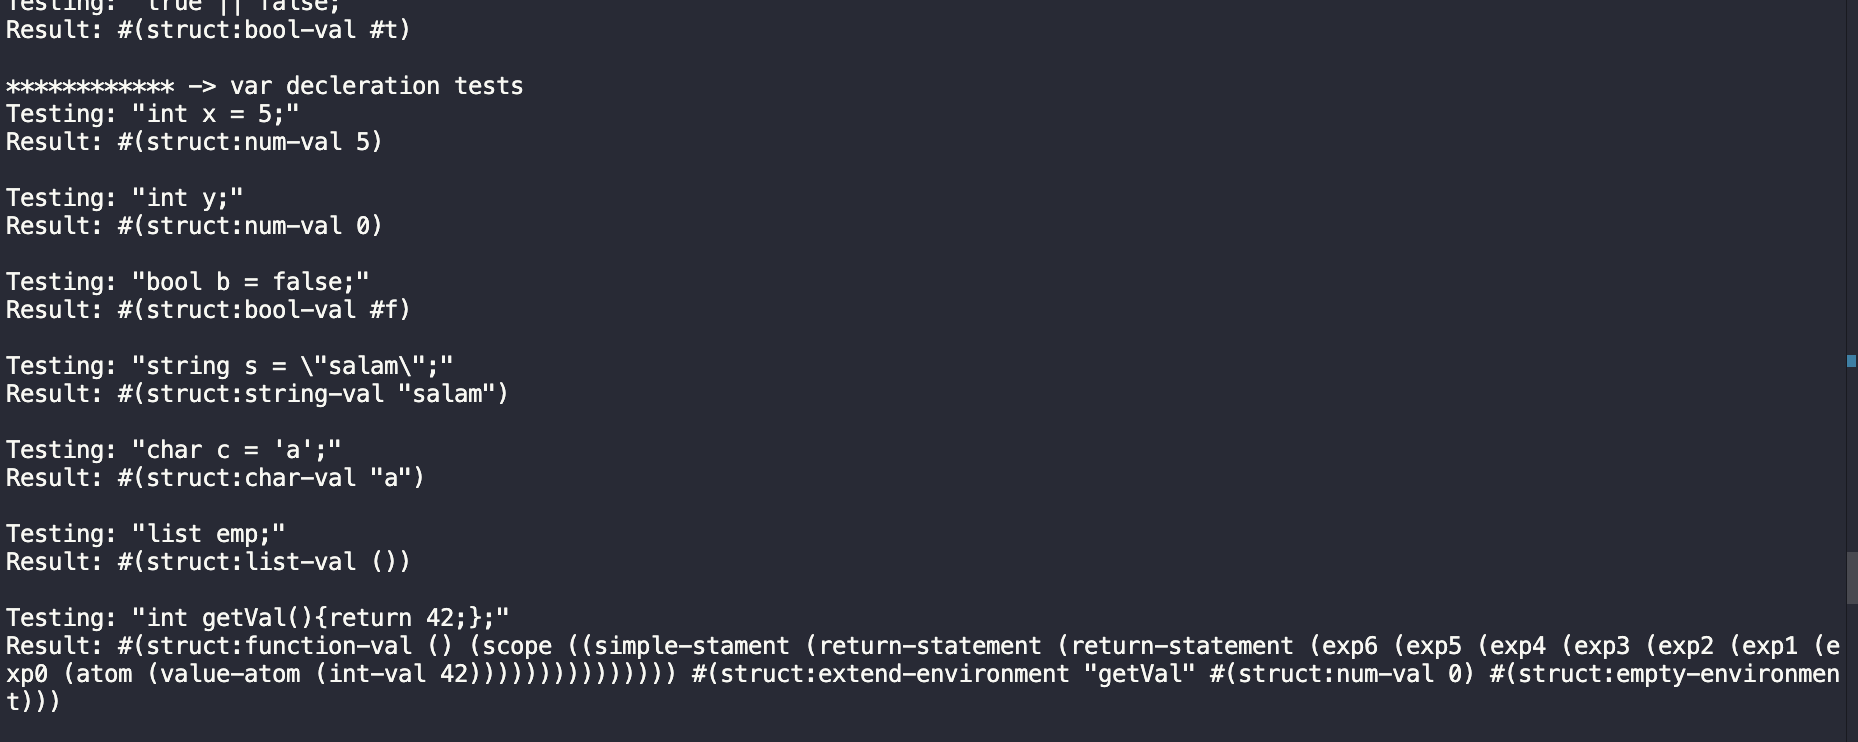 Testing: "true || false;"
Result: #(struct:bool-val #t)
************ -> var decleration tests
Testing: "int x = 5;"
Result: #(struct:num-val 5)
Testing: "int y;"
Result: #(struct:num-val 0)
Testing: "bool b = false;"
Result: #(struct:bool-val #f)
Testing: "string s = \"salam\";"
Result: #(struct:string-val "salam")
Testing: "char c = 'a';"
Result: #(struct:char-val "a")
Testing: "list emp;"
Result: #(struct:list-val ())
Testing: "int getVal(){return 42;};"
Result: #(struct:function-val () (scope ((simple-stament (return-statement (return-statement (exp6 (exp5 (exp4 (exp3 (exp2 (exp1 (e
xp0 (atom (value-atom (int-val 42))))))))))))))) #(struct:extend-environment "getVal" #(struct:num-val 0) #(struct:empty-environmen
t)))